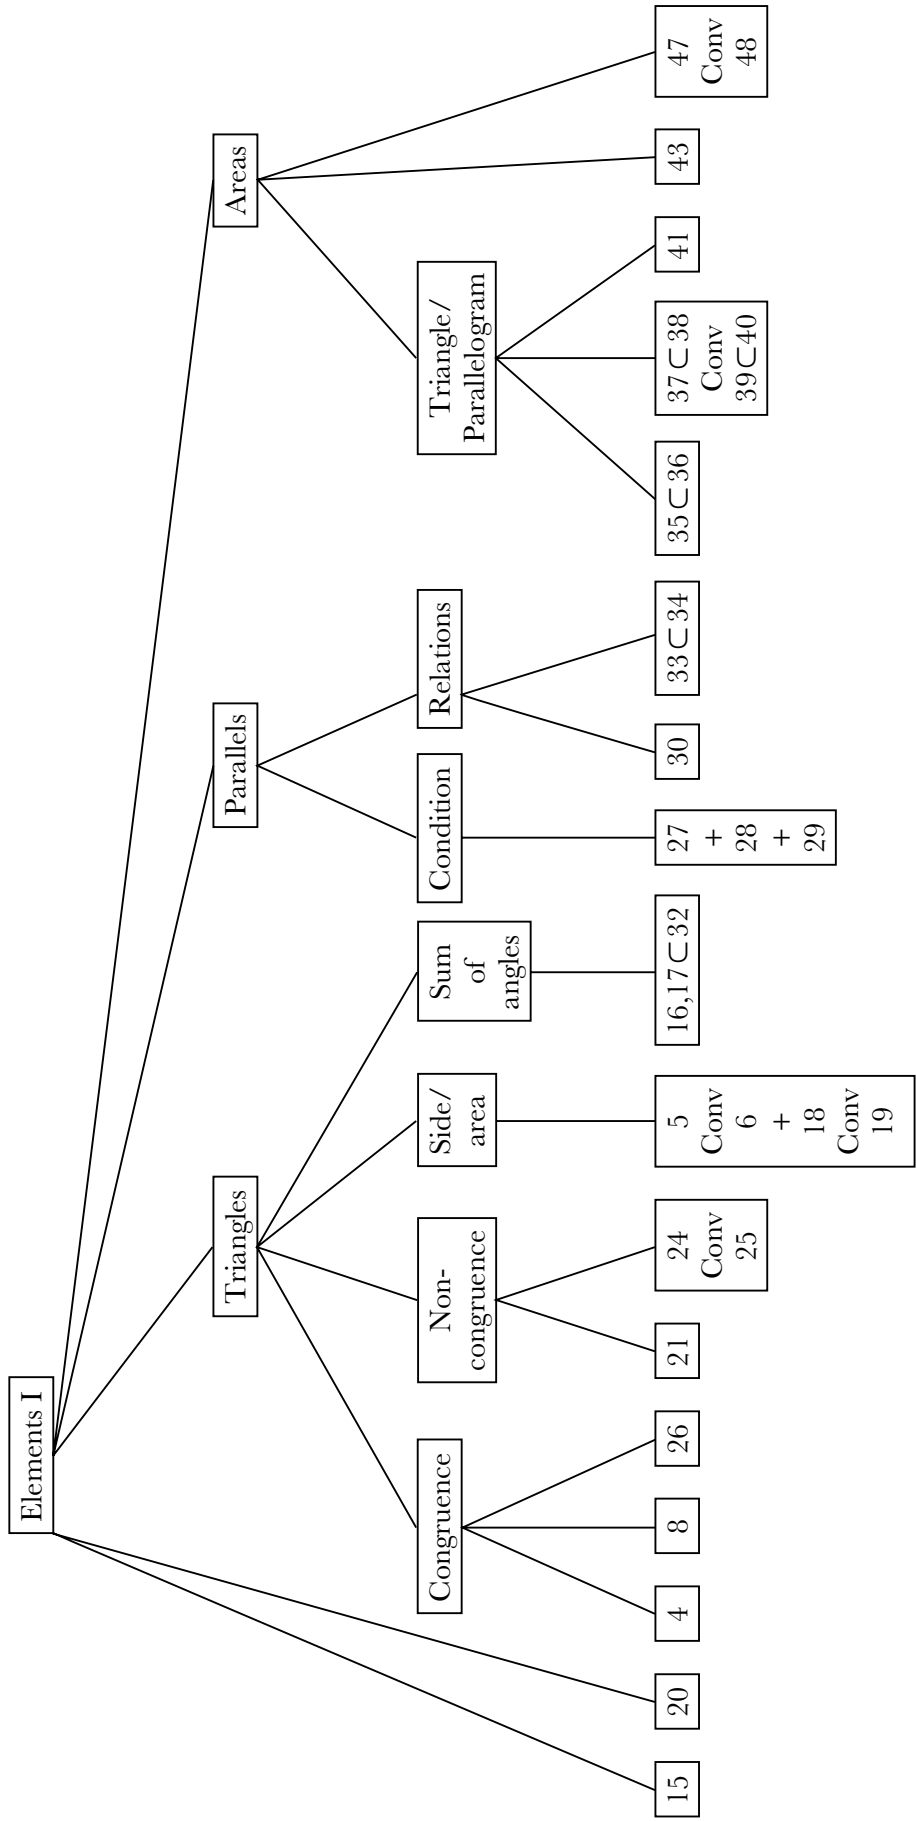 Elements I
Triangles
Parallels
Areas
Congruence
Non-
congruence
Side/
area
Sum
of
angles
Condition
Relations
Triangle/
Parallelogram
15
20
4
8
26
21
24
Conv
25
5
Conv
6
+
18
Conv
19
16,17⊂32
27
+
28
+
29
30
33⊂34
35⊂36
37⊂38
Conv
39⊂40
41
43
47
Conv
48